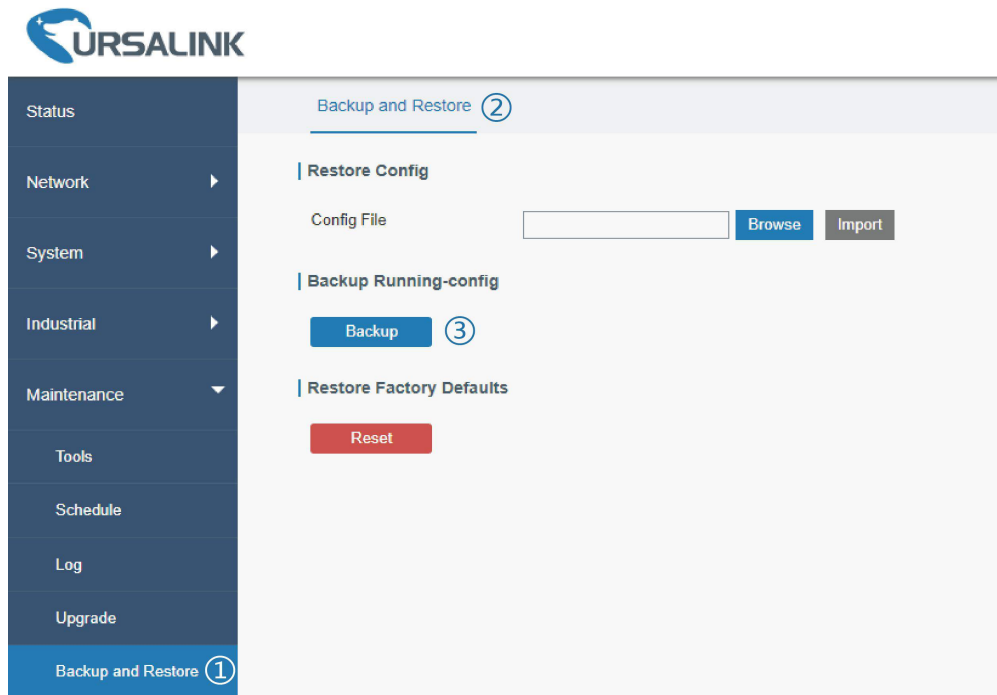 URSALINK
Status
Network
System
Industrial
Maintenance
Tools
Schedule
Log
Upgrade
Backup and Restore ①
Backup and Restore ②
Restore Config
Config File
Browse
Import
Backup Running-config
Backup ③
Restore Factory Defaults
Reset